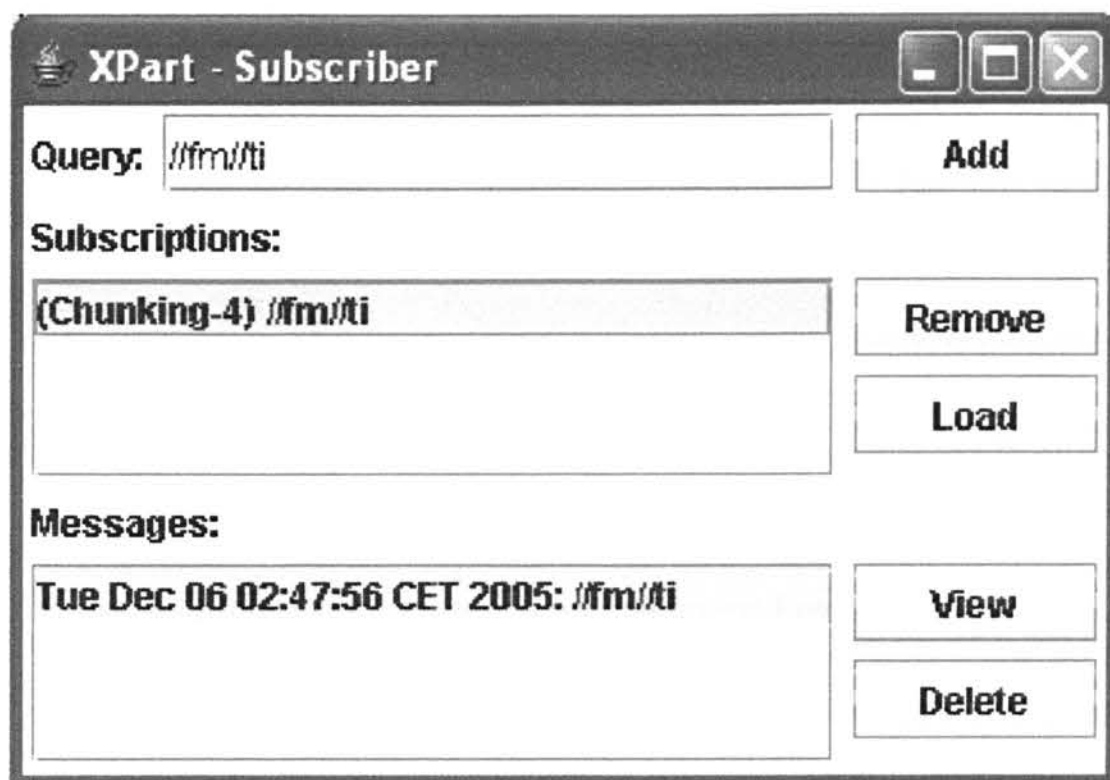 XPart - Subscriber
Query: //fm//ti Add
Subscriptions:
(Chunking-4) //fm//ti Remove
Load
Messages:
Tue Dec 06 02:47:56 CET 2005: //fm//ti View
Delete